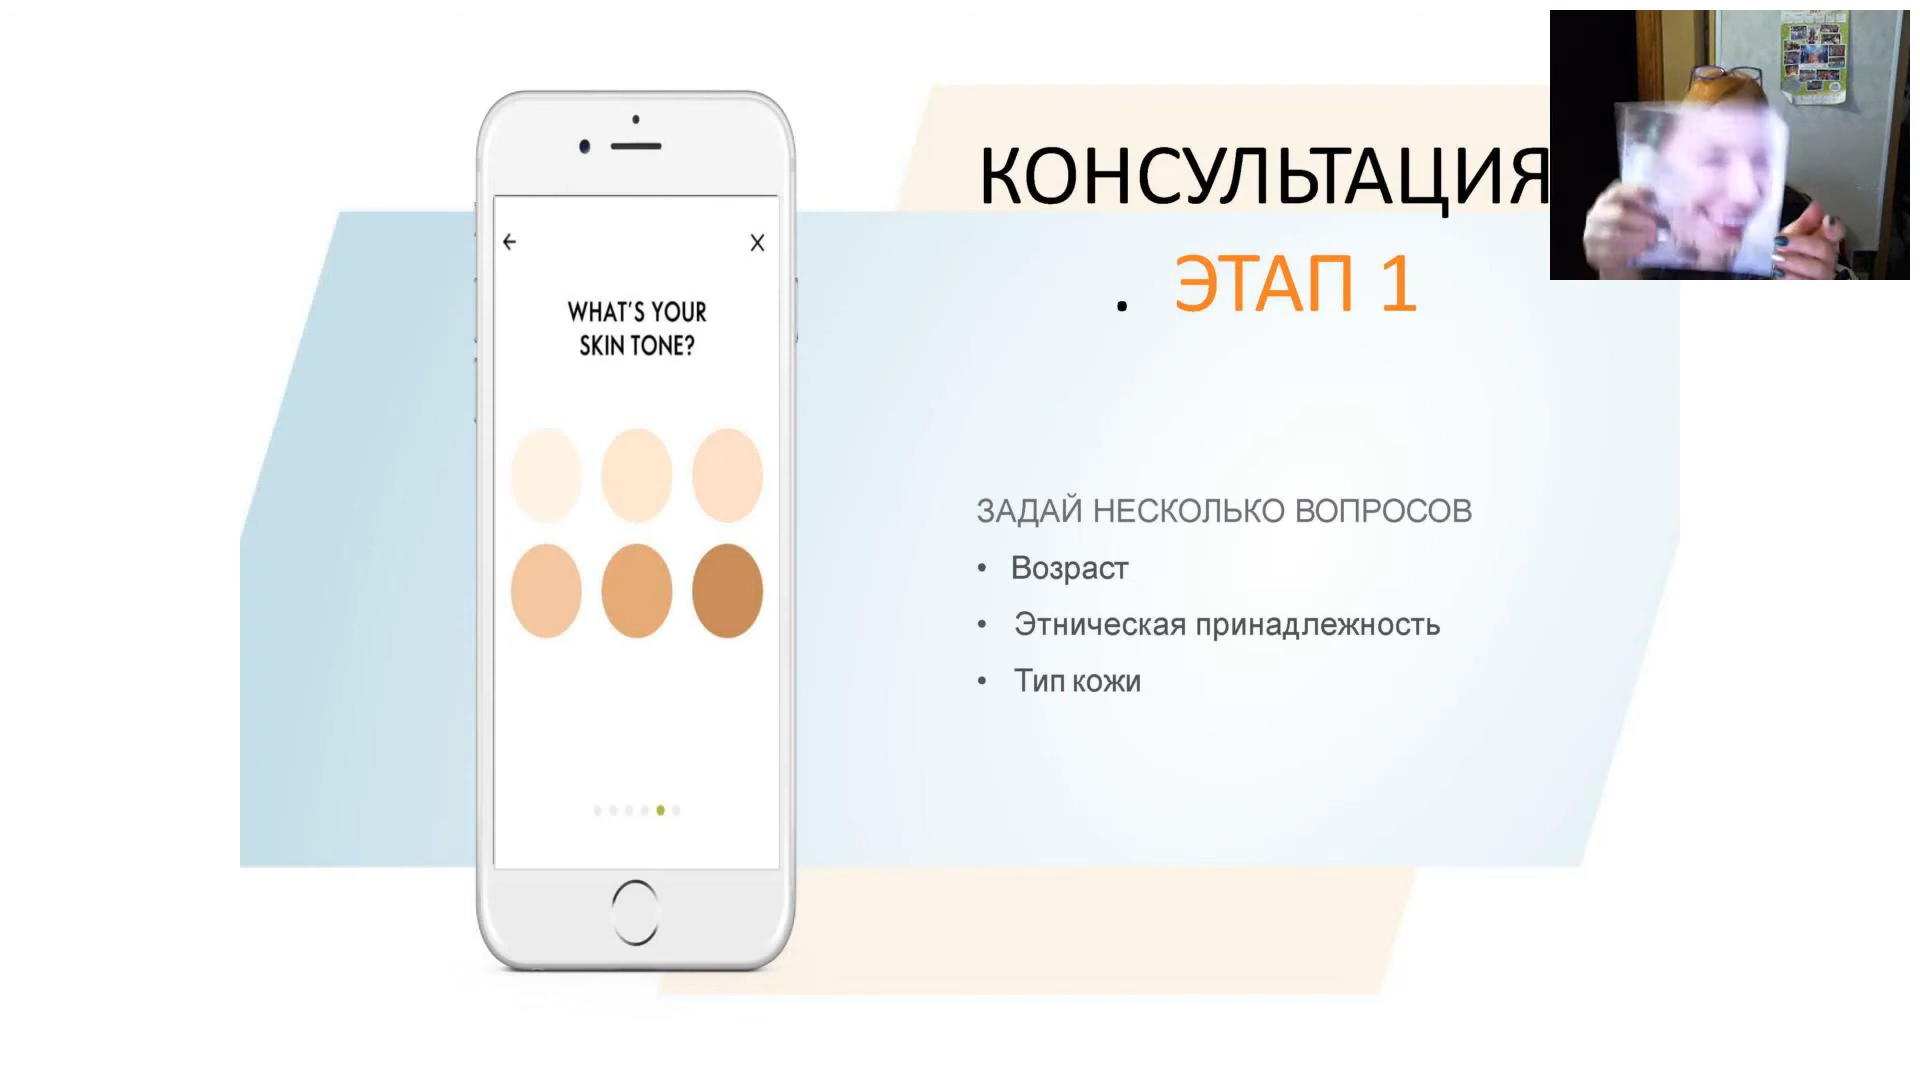 КОНСУЛЬТАЦИЯ
. ЭТАП 1
WHAT'S YOUR
SKIN TONE?
ЗАДАЙ НЕСКОЛЬКО ВОПРОСОВ
• Возраст
• Этническая принадлежность
• Тип кожи